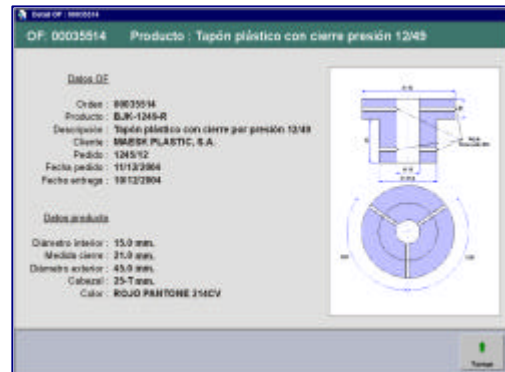 Detail OF : 00035514
OF: 00035514 Producto : Tapón plástico con cierre presión 12/49
Datos OF
Orden : 00035514
Producto : BJK-1249-R
Descripción : Tapón plástico con cierre por presión 12/49
Cliente : MAESK PLASTIC, S.A.
Pedido : 1245/12
Fecha pedido : 11/12/2004
Fecha entrega : 10/12/2004
Datos producto
Diámetro interior : 15.0 mm.
Medida cierre : 21.0 mm.
Diámetro exterior : 45.0 mm.
Cabezal : 25-T mm.
Color : ROJO PANTONE 214CV